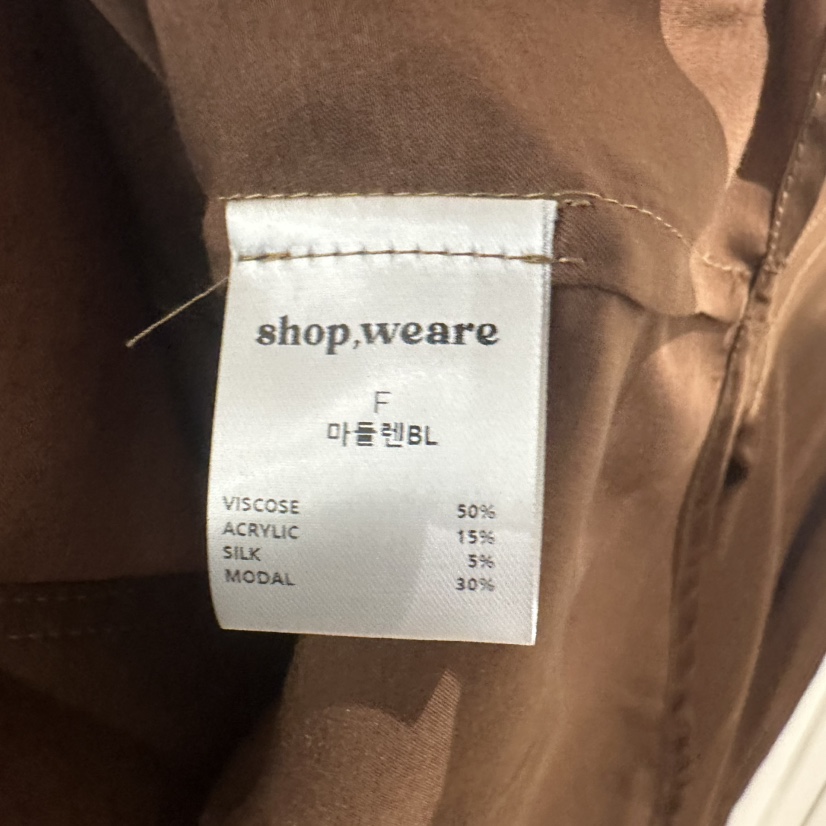 shop,weare
F
마들렌BL
VISCOSE 50%
ACRYLIC 15%
SILK 5%
MODAL 30%